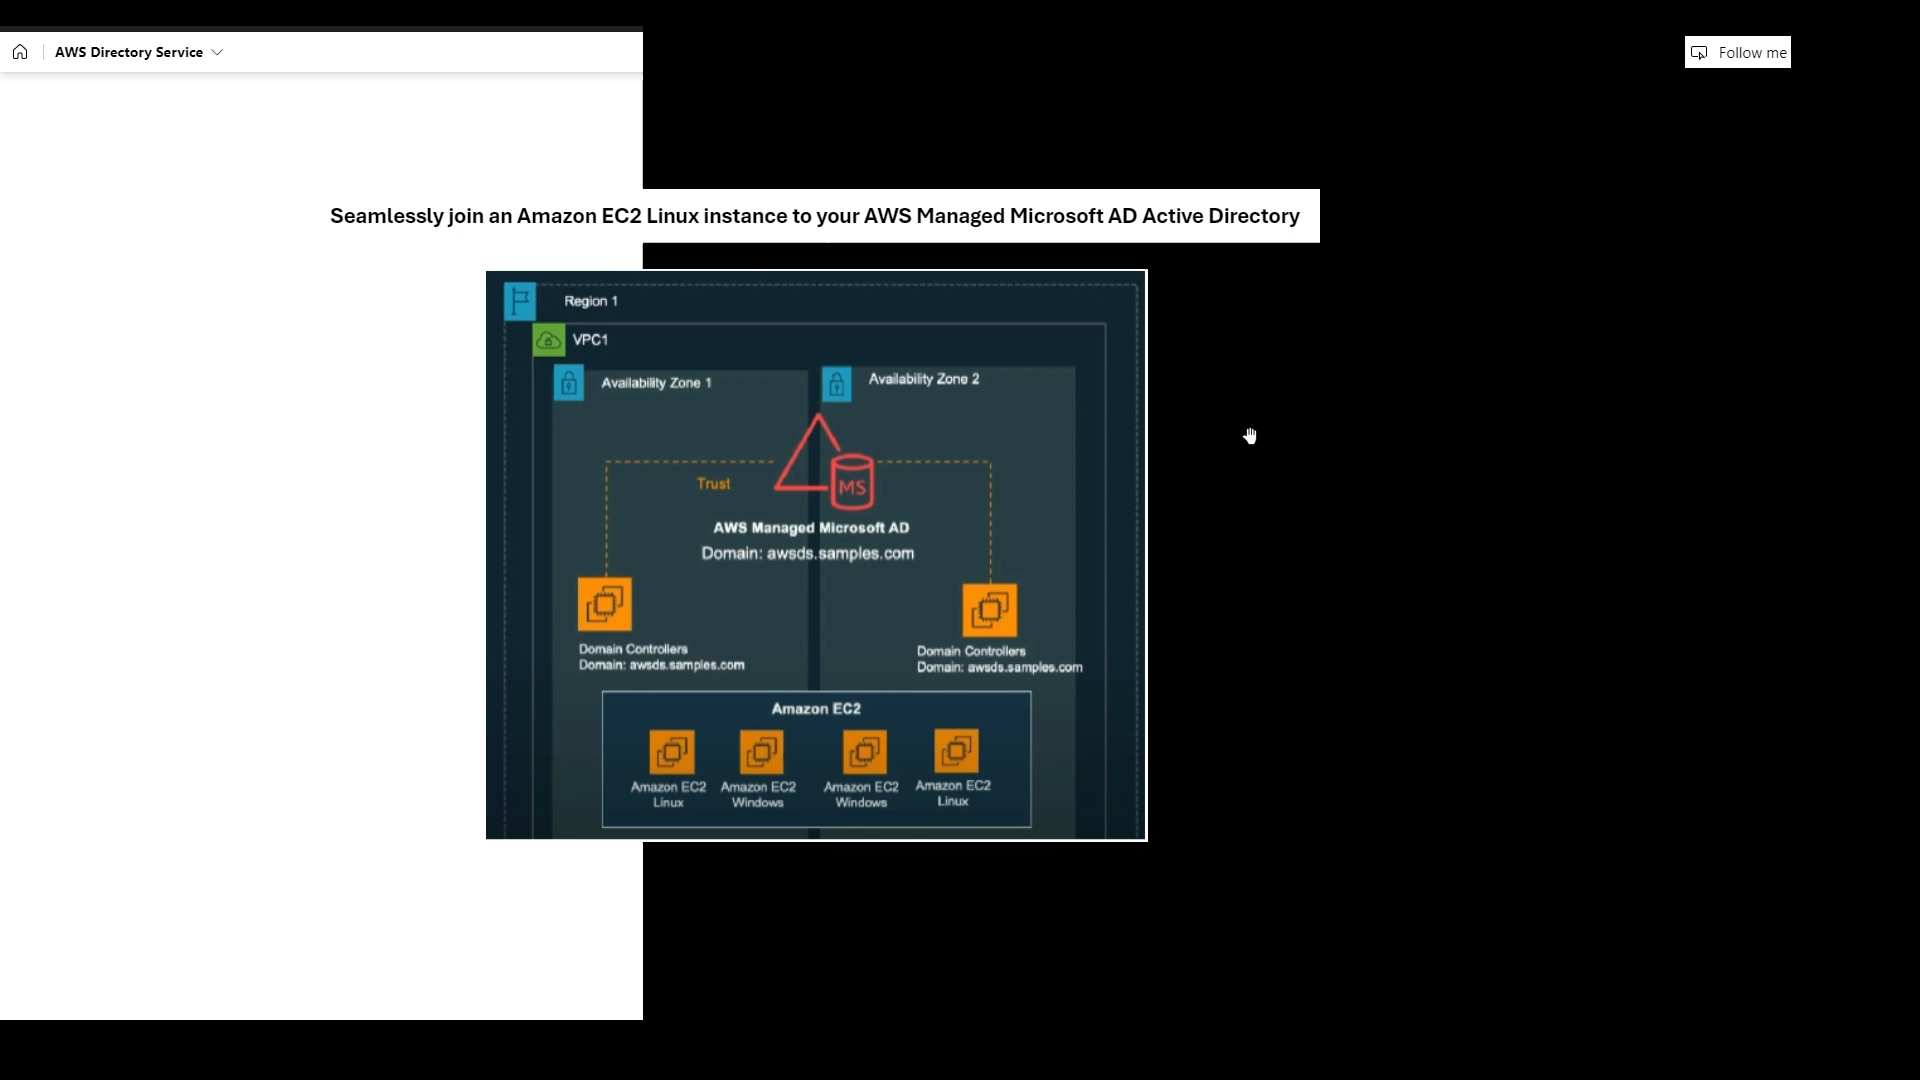 AWS Directory Service
Follow me
Seamlessly join an Amazon EC2 Linux instance to your AWS Managed Microsoft AD Active Directory
Region 1
VPC1
Availability Zone 1
Availability Zone 2
Trust
MS
AWS Managed Microsoft AD
Domain: awsds.samples.com
Domain Controllers
Domain: awsds.samples.com
Domain Controllers
Domain: awsds.samples.com
Amazon EC2
Amazon EC2
Linux
Amazon EC2
Windows
Amazon EC2
Windows
Amazon EC2
Linux